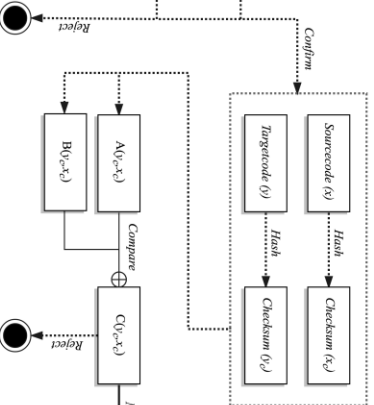 Reject
Confirm
Sourcecode (x)
Hash
Checksum (x_c)
Targetcode (y)
Hash
Checksum (y_c)
A(y_c,x_c)
B(y_c,x_c)
Compare
C(y_c,x_c)
Reject